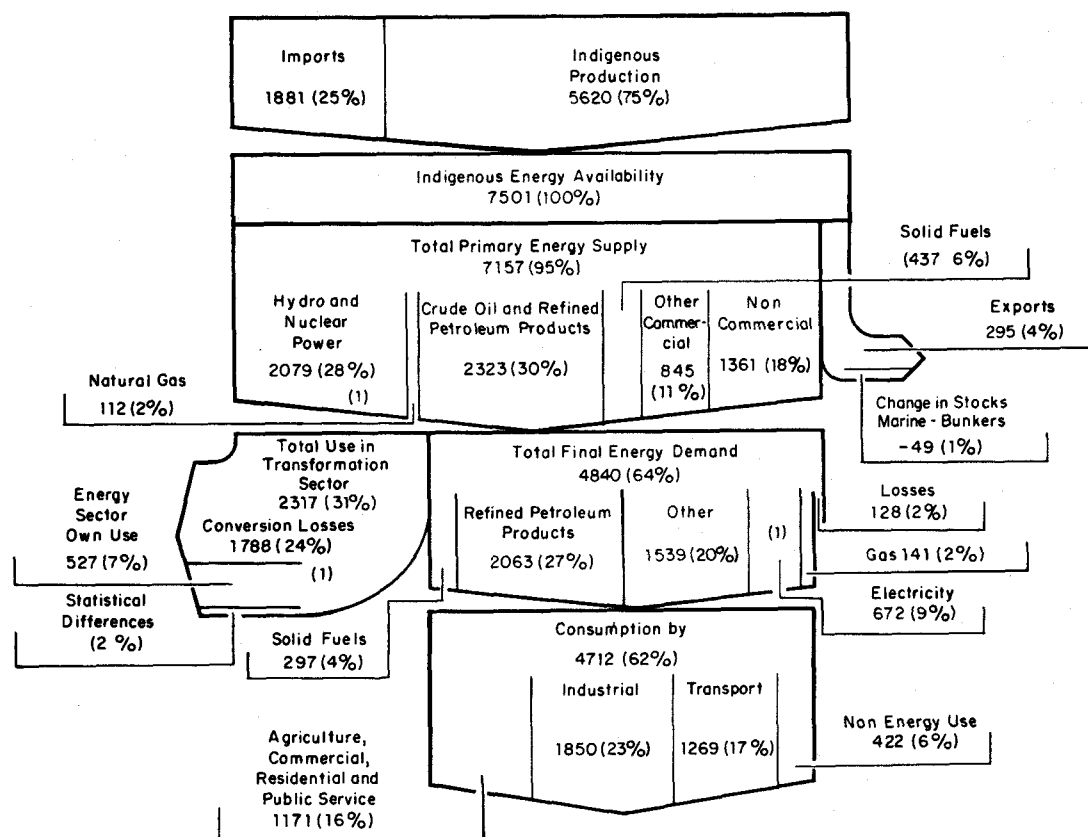 Imports
1881 (25%)
Indigenous
Production
5620 (75%)
Indigenous Energy Availability
7501 (100%)
Total Primary Energy Supply
7157 (95%)
Solid Fuels
(437 6%)
Hydro and
Nuclear
Power
2079 (28%)
(1)
Crude Oil and Refined
Petroleum Products
2323 (30%)
Other
Commer-
cial
845
(11%)
Non
Commercial
1361 (18%)
Exports
295 (4%)
Natural Gas
112 (2%)
Change in Stocks
Marine - Bunkers
-49 (1%)
Total Use in
Transformation
Sector
2317 (31%)
Conversion Losses
1788 (24%)
(1)
Energy
Sector
Own Use
527 (7%)
Statistical
Differences
(2 %)
Total Final Energy Demand
4840 (64%)
Refined Petroleum
Products
2063 (27%)
Other
1539 (20%)
(1)
Losses
128 (2%)
Gas 141 (2%)
Electricity
672 (9%)
Solid Fuels
297 (4%)
Consumption by
4712 (62%)
Industrial
1850 (23%)
Transport
1269 (17%)
Non Energy Use
422 (6%)
Agriculture,
Commercial,
Residential and
Public Service
1171 (16%)